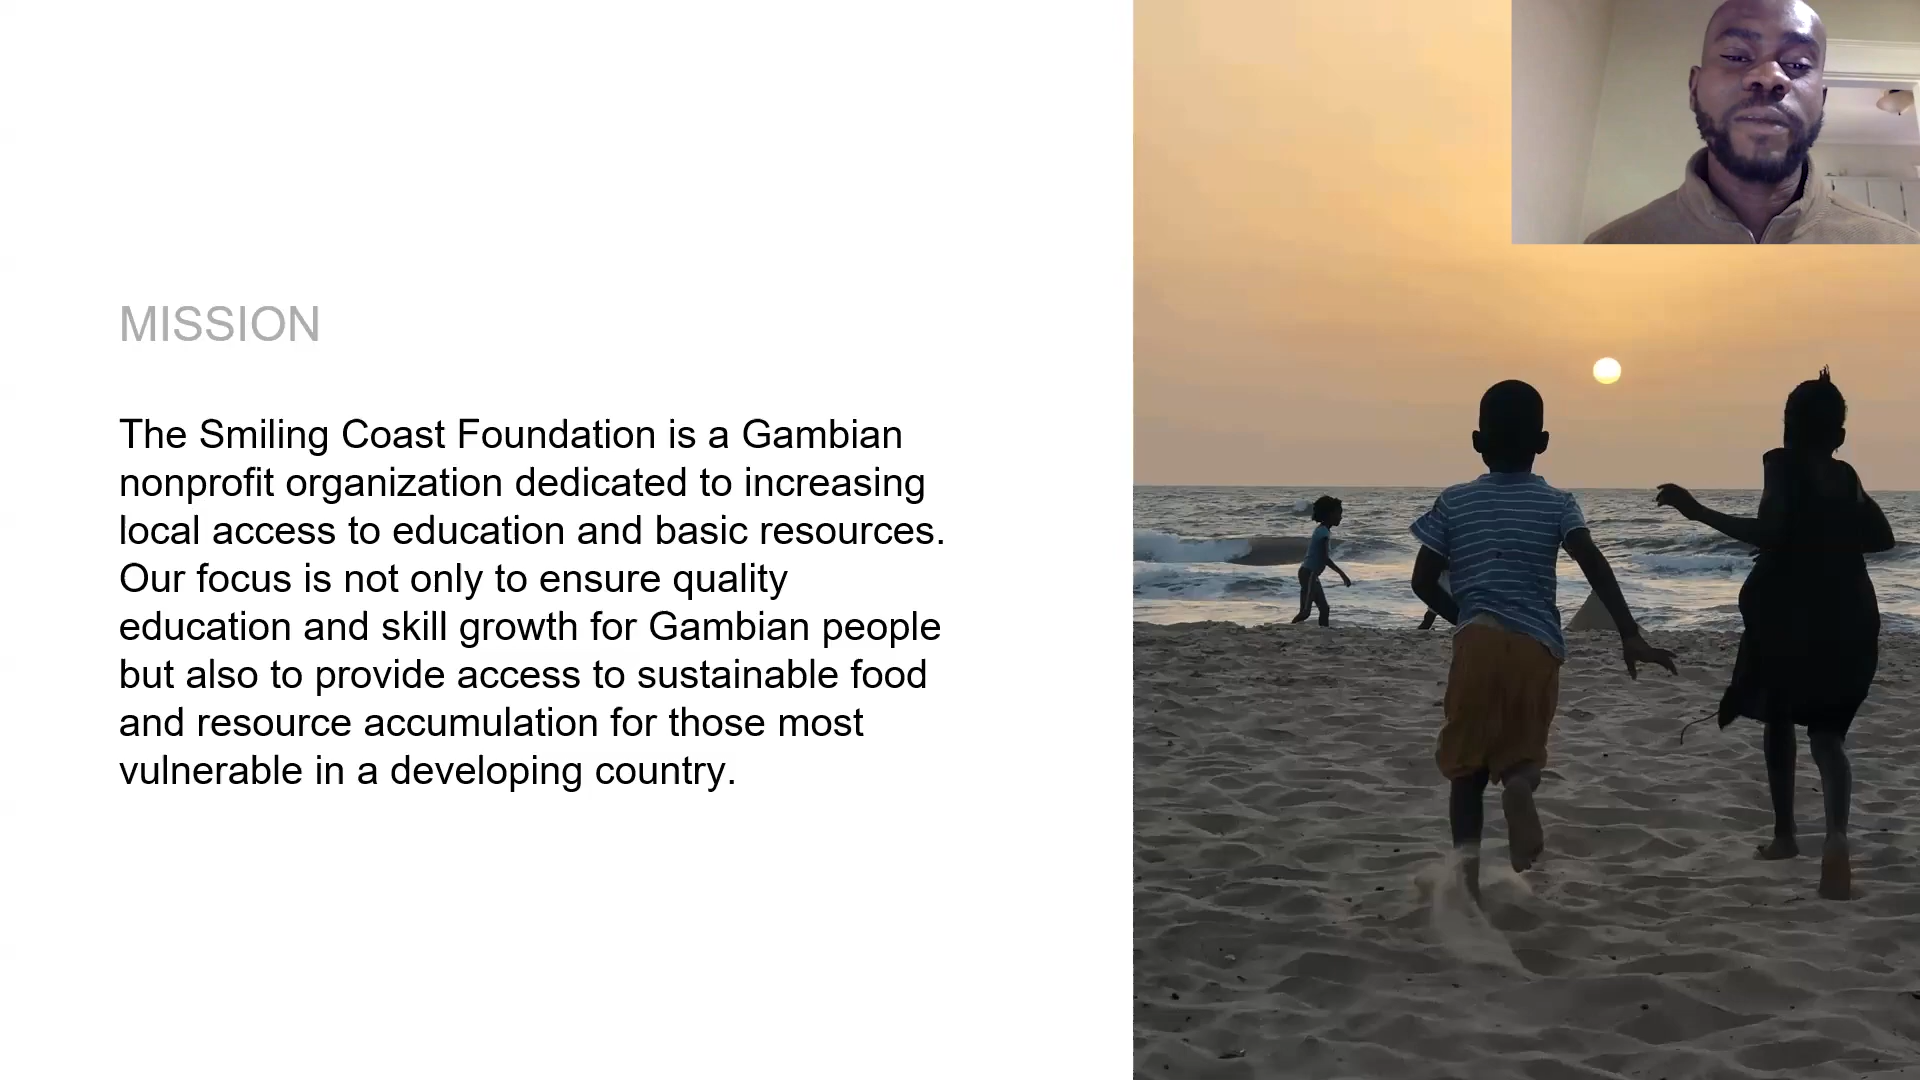 MISSION
The Smiling Coast Foundation is a Gambian
nonprofit organization dedicated to increasing
local access to education and basic resources.
Our focus is not only to ensure quality
education and skill growth for Gambian people
but also to provide access to sustainable food
and resource accumulation for those most
vulnerable in a developing country.